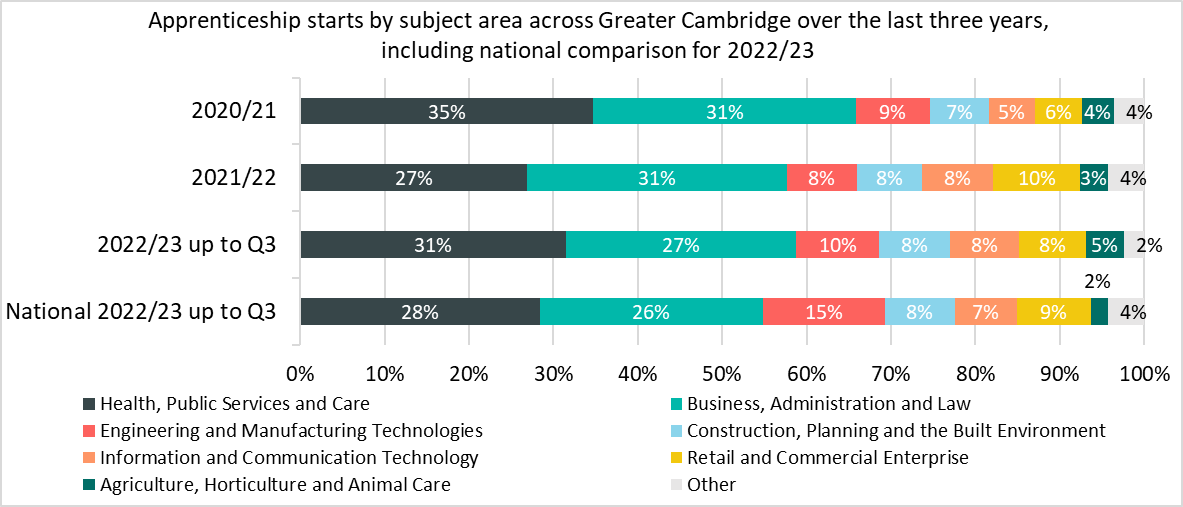 Apprenticeship starts by subject area across Greater Cambridge over the last three years,
including national comparison for 2022/23
2020/21
35% 31% 9% 7% 5% 6% 4% 4%
2021/22
27% 31% 8% 8% 8% 10% 3% 4%
2022/23 up to Q3
31% 27% 10% 8% 8% 8% 5% 2%
2%
National 2022/23 up to Q3
28% 26% 15% 8% 7% 9% 4%
0% 10% 20% 30% 40% 50% 60% 70% 80% 90% 100%
Health, Public Services and Care
Business, Administration and Law
Engineering and Manufacturing Technologies
Construction, Planning and the Built Environment
Information and Communication Technology
Retail and Commercial Enterprise
Agriculture, Horticulture and Animal Care
Other